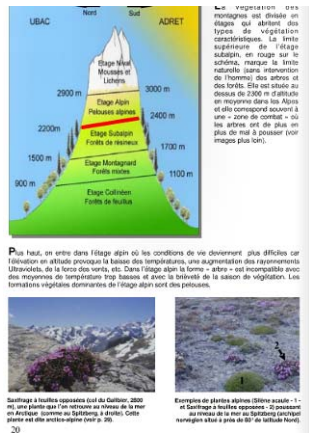 Nord Sud
UBAC ADRET
La végétation des
montagnes est divisée en
étages qui abritent des
types de végétation
caractéristiques. La limite
supérieure de l'étage
subalpin, en rouge sur le
schéma, marque la limite
naturelle (sans intervention
de l'homme) des arbres et
des forêts. Elle est située au
dessus de 2300 m d'altitude
en moyenne dans les Alpes
et elle correspond souvent à
une « zone de combat » où
les arbres ont de plus en
plus de mal à pousser (voir
images plus loin).
Etage Nival
Mousses et
Lichens
2900 m 3000 m
Etage Alpin
Pelouses alpines
2200m 2400 m
Etage Subalpin
Forêts de résineux
1500 m 1700 m
Etage Montagnard
Forêts mixtes
900 m 1100 m
Etage Collinéen
Forêts de feuillus
Plus haut, on entre dans l'étage alpin où les conditions de vie deviennent plus difficiles car
l'élévation en altitude provoque la baisse des températures, une augmentation des rayonnements
Ultraviolets, de la force des vents, etc. Dans l'étage alpin la forme « arbre » est incompatible avec
des moyennes de température trop basses et avec la brièveté de la saison de végétation. Les
formations végétales dominantes de l'étage alpin sont des pelouses.
1
2
Saxifrage à feuilles opposées (col du Galibier, 2600
m), une plante que l'on retrouve au niveau de la mer
en Arctique (comme au Spitzberg, à droite). Cette
plante est dite arctico-alpine (voir p. 29).
Exemples de plantes alpines (Silène acaule - 1 -
et Saxifrage à feuilles opposées - 2) poussant
au niveau de la mer au Spitzberg (archipel
norvégien situé à près de 80° de latitude Nord).
20